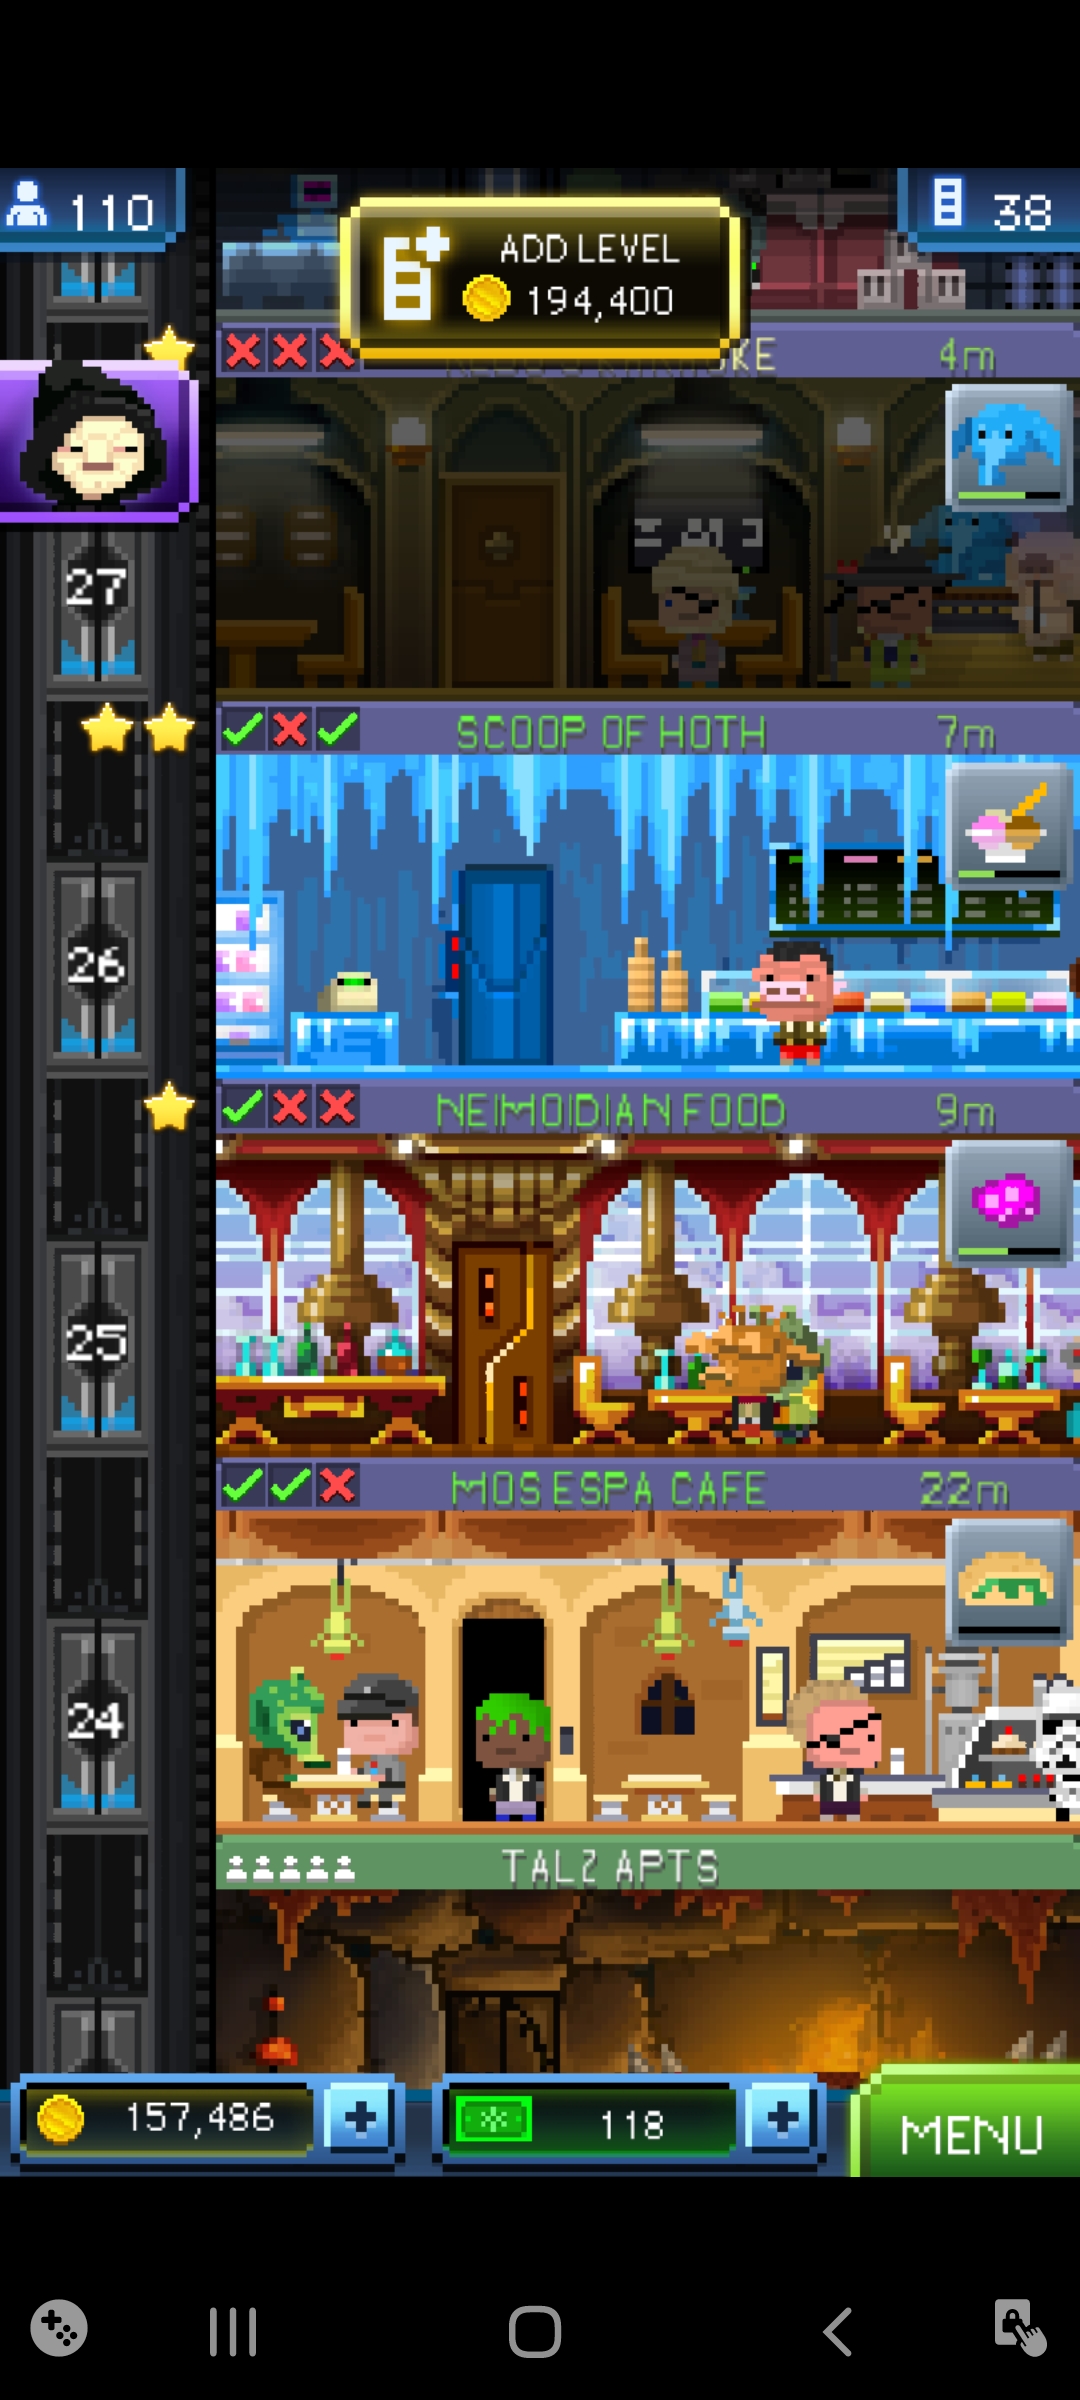 110
ADD LEVEL
194,400
38
KE
4m
27
SCOOP OF HOTH
7m
26
NEIMOIDIAN FOOD
9m
25
MOS ESPA CAFE
22m
24
TALZ APTS
157,486
118
MENU